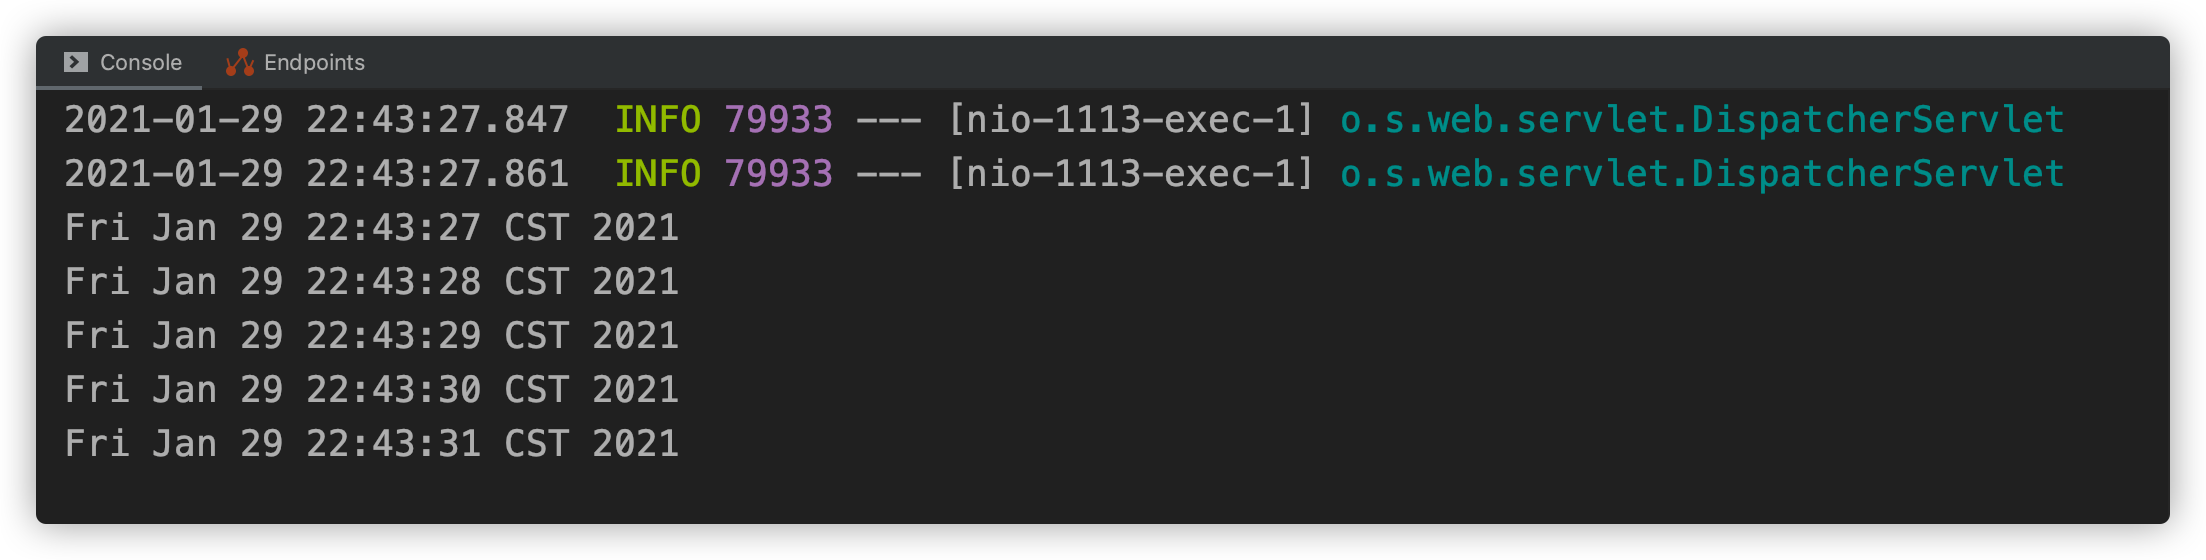 Console Endpoints
2021-01-29 22:43:27.847  INFO 79933 --- [nio-1113-exec-1] o.s.web.servlet.DispatcherServlet
2021-01-29 22:43:27.861  INFO 79933 --- [nio-1113-exec-1] o.s.web.servlet.DispatcherServlet
Fri Jan 29 22:43:27 CST 2021
Fri Jan 29 22:43:28 CST 2021
Fri Jan 29 22:43:29 CST 2021
Fri Jan 29 22:43:30 CST 2021
Fri Jan 29 22:43:31 CST 2021